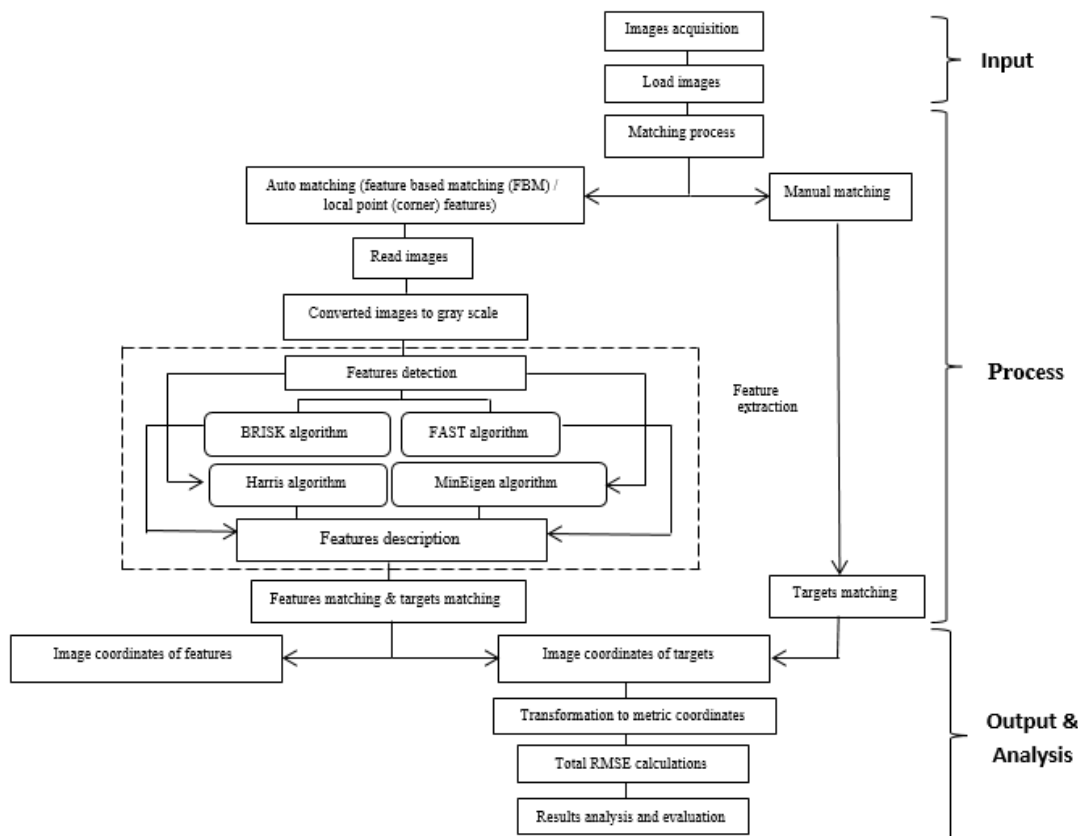 Images acquisition
Input
Load images
Matching process
Auto matching (feature based matching (FBM) /
local point (corner) features)
Manual matching
Read images
Converted images to gray scale
Features detection
Feature
extraction
Process
BRISK algorithm
FAST algorithm
Harris algorithm
MinEigen algorithm
Features description
Features matching & targets matching
Targets matching
Image coordinates of features
Image coordinates of targets
Transformation to metric coordinates
Output &
Analysis
Total RMSE calculations
Results analysis and evaluation